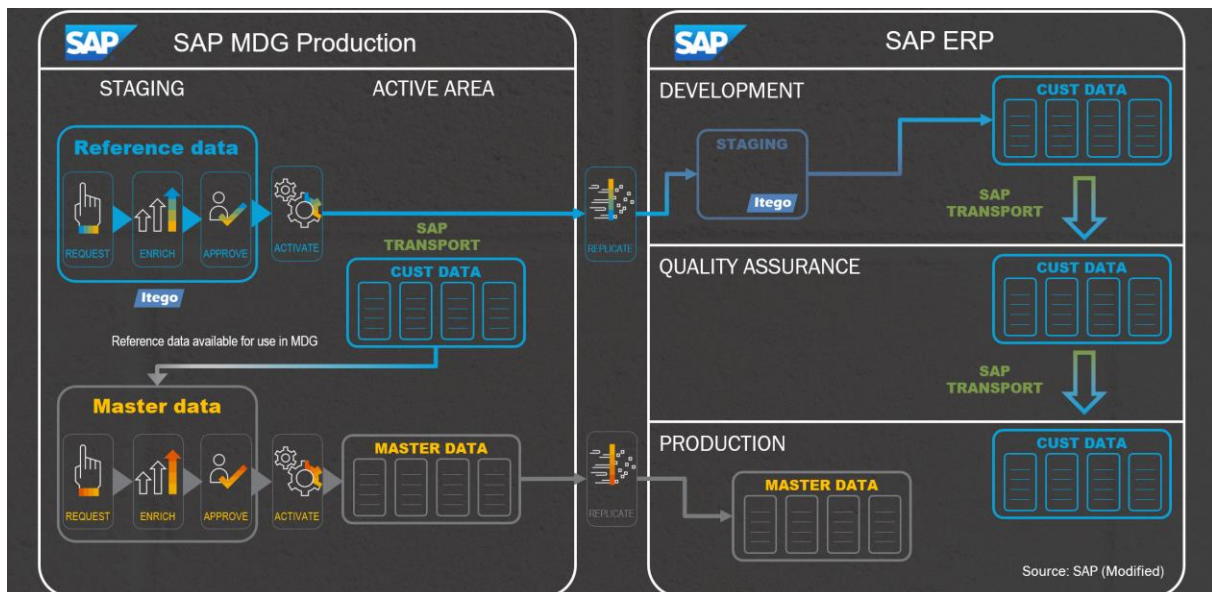 SAP
SAP MDG Production
STAGING
ACTIVE AREA
Reference data
REQUEST
ENRICH
APPROVE
ACTIVATE
Itego
SAP
TRANSPORT
CUST DATA
Reference data available for use in MDG
Master data
REQUEST
ENRICH
APPROVE
ACTIVATE
MASTER DATA
REPLICATE
REPLICATE
SAP
SAP ERP
DEVELOPMENT
STAGING
Itego
CUST DATA
SAP
TRANSPORT
QUALITY ASSURANCE
CUST DATA
SAP
TRANSPORT
PRODUCTION
MASTER DATA
CUST DATA
Source: SAP (Modified)